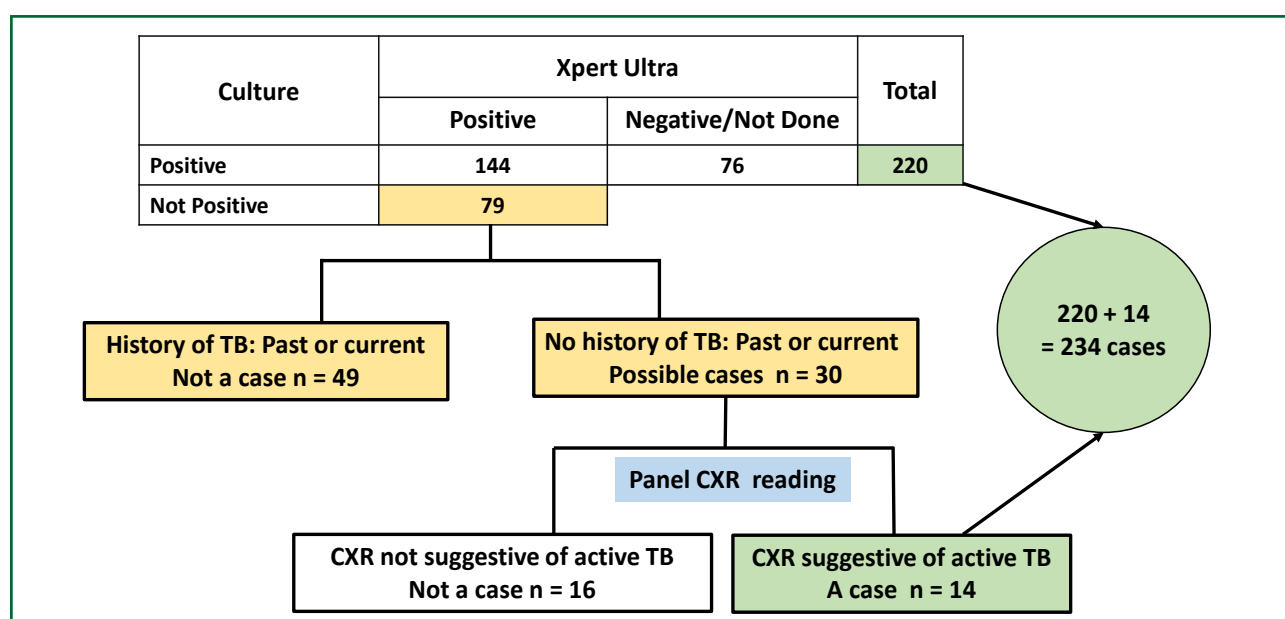 Culture
Xpert Ultra
Total
Positive
Negative/Not Done
Positive
144
76
220
Not Positive
79
History of TB: Past or current
Not a case n = 49
No history of TB: Past or current
Possible cases n = 30
220 + 14
= 234 cases
Panel CXR reading
CXR not suggestive of active TB
Not a case n = 16
CXR suggestive of active TB
A case n = 14